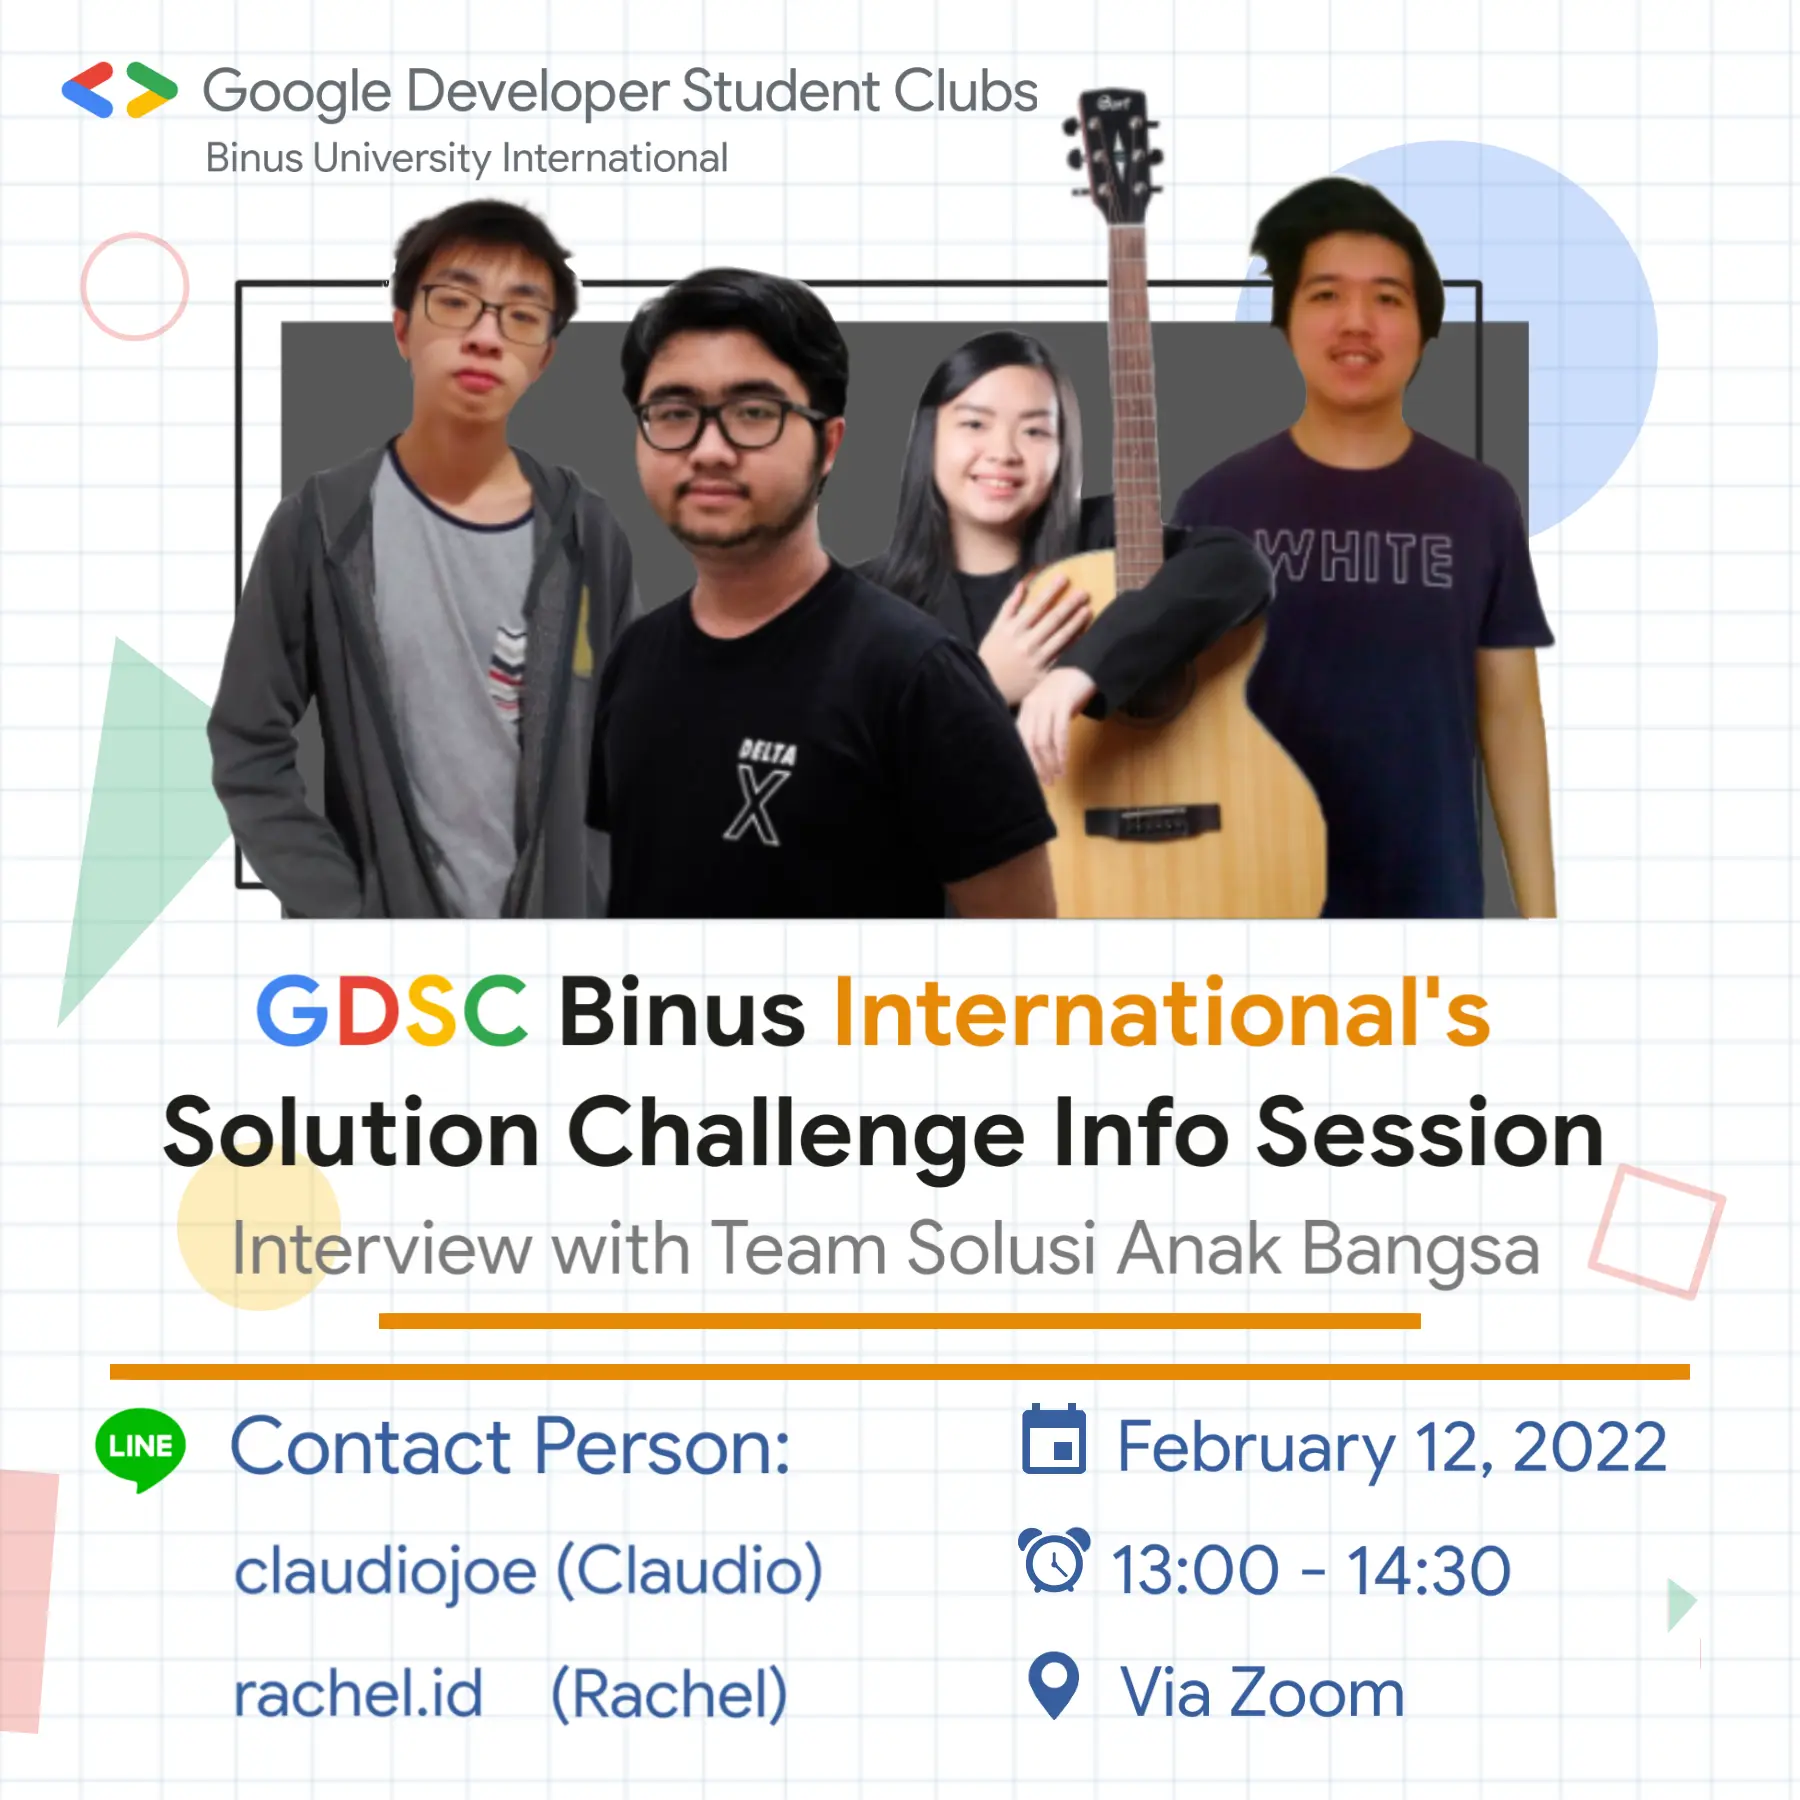 Google Developer Student Clubs
Binus University International
Cort
WHITE
DELTA
X
GDSC Binus International's
Solution Challenge Info Session
Interview with Team Solusi Anak Bangsa
LINE
Contact Person:
February 12, 2022
claudiojoe (Claudio)
13:00 - 14:30
rachel.id (Rachel)
Via Zoom